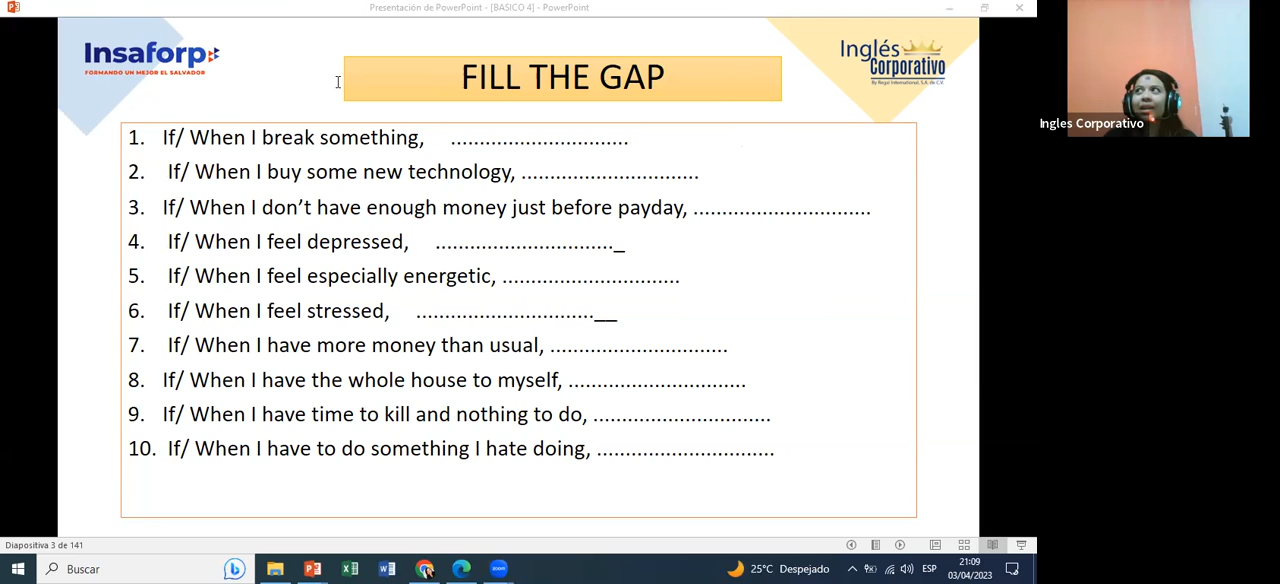 Presentación de PowerPoint - [BASICO 4] - PowerPoint
Insaforp
FORMANDO UN MEJOR EL SALVADOR
FILL THE GAP
Inglés
Corporativo
By Regal International, S.A. de C.V.
1. If/ When I break something, ...............................
2. If/ When I buy some new technology, ...............................
3. If/ When I don’t have enough money just before payday, ...............................
4. If/ When I feel depressed, ..............................._
5. If/ When I feel especially energetic, ...............................
6. If/ When I feel stressed, ...............................__
7. If/ When I have more money than usual, ...............................
8. If/ When I have the whole house to myself, ...............................
9. If/ When I have time to kill and nothing to do, ...............................
10. If/ When I have to do something I hate doing, ...............................
Ingles Corporativo
Diapositiva 3 de 141
Buscar
25°C Despejado
ESP
21:09
03/04/2023